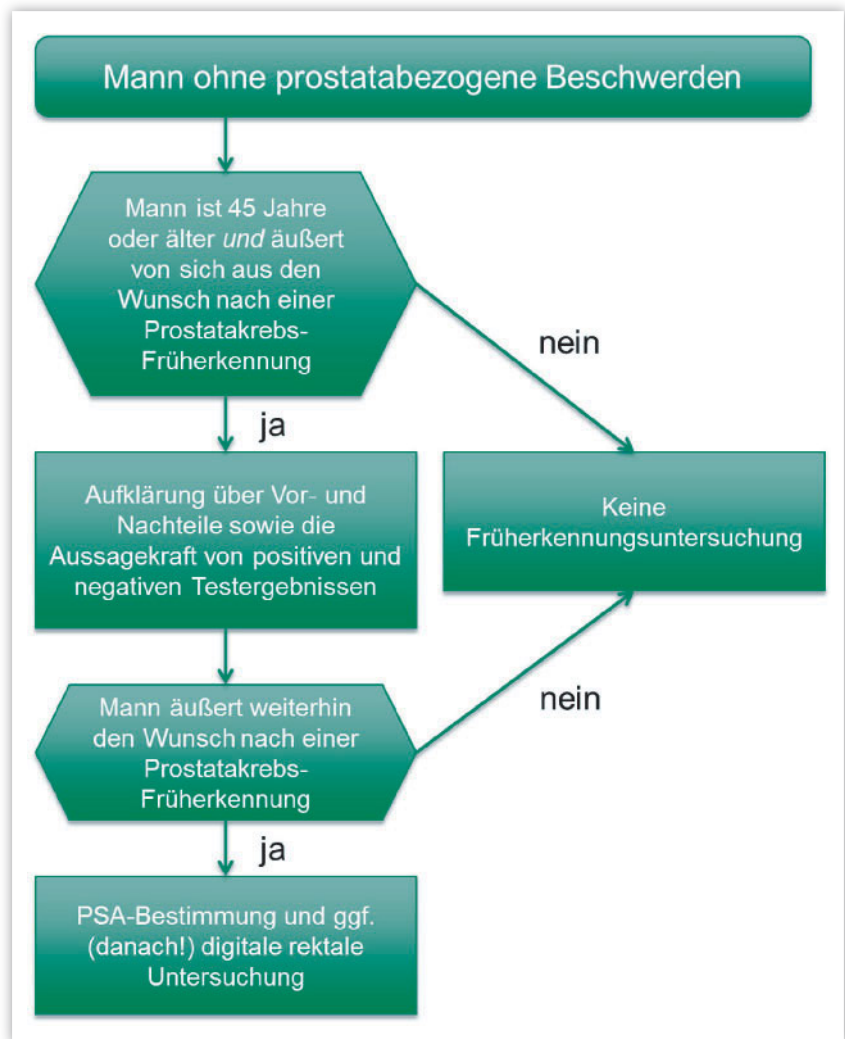 Mann ohne prostatabezogene Beschwerden
Mann ist 45 Jahre
oder älter und äußert
von sich aus den
Wunsch nach einer
Prostatakrebs-
Früherkennung
nein
ja
Aufklärung über Vor- und
Nachteile sowie die
Aussagekraft von positiven und
negativen Testergebnissen
Keine
Früherkennungsuntersuchung
Mann äußert weiterhin
den Wunsch nach einer
Prostatakrebs-
Früherkennung
nein
ja
PSA-Bestimmung und ggf.
(danach!) digitale rektale
Untersuchung